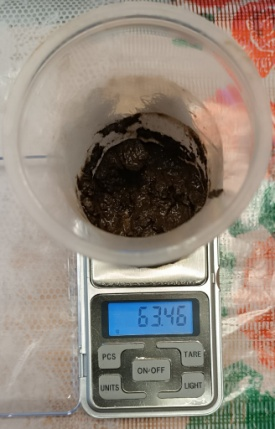 63.46
PCS
TARE
ON•OFF
UNITS
LIGHT